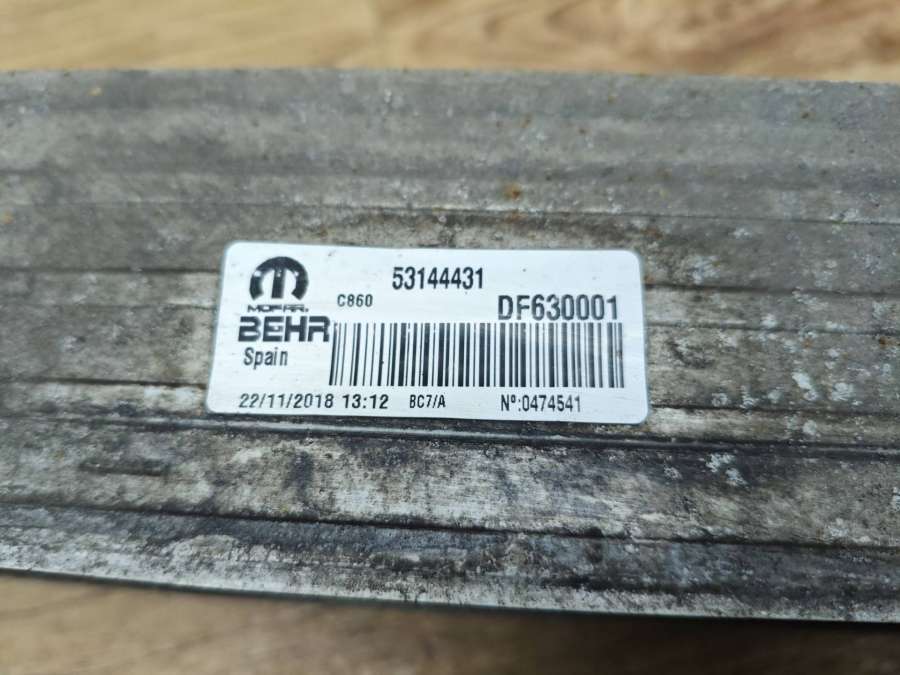 53144431
C860
DF630001
MOPAR®
BEHR
Spain
22/11/2018 13:12 BC7/A Nº:0474541